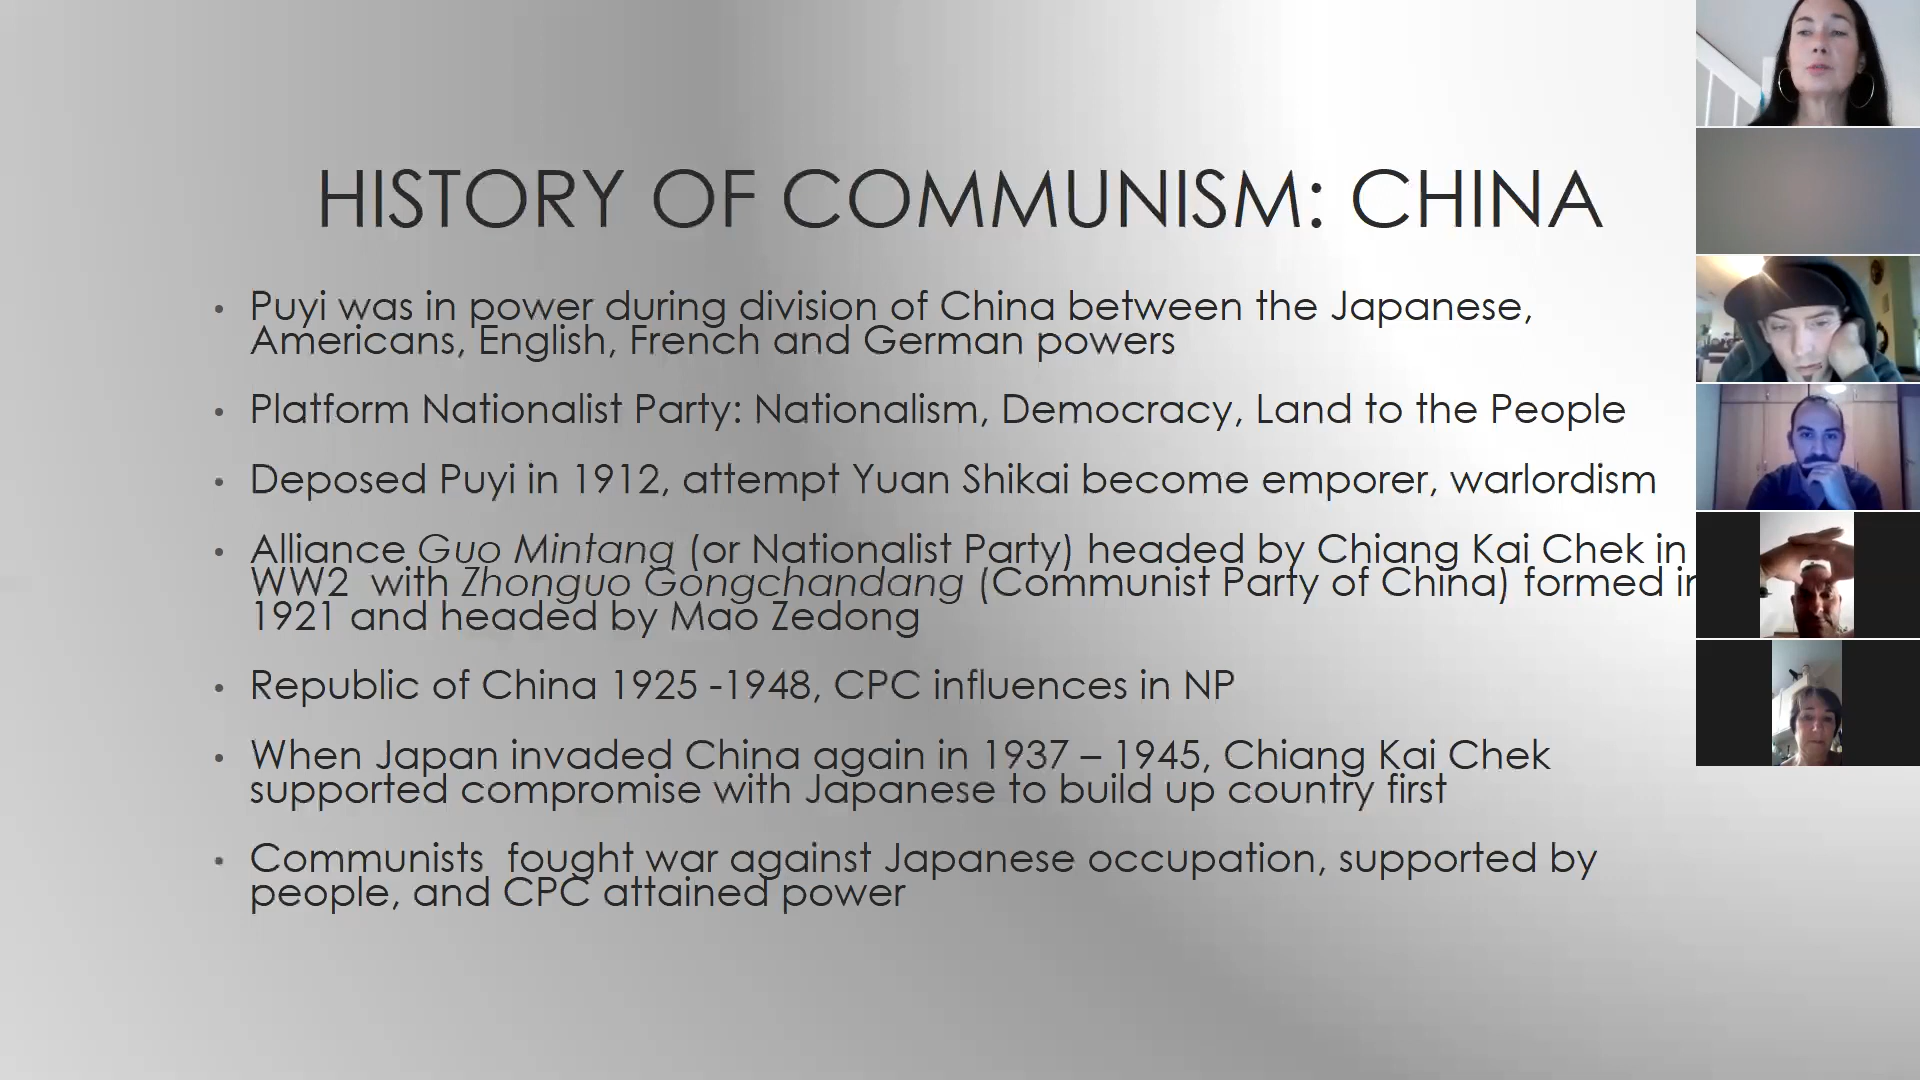 HISTORY OF COMMUNISM: CHINA
• Puyi was in power during division of China between the Japanese,
Americans, English, French and German powers
• Platform Nationalist Party: Nationalism, Democracy, Land to the People
• Deposed Puyi in 1912, attempt Yuan Shikai become emporer, warlordism
• Alliance Guo Mintang (or Nationalist Party) headed by Chiang Kai Chek in
WW2 with Zhonguo Gongchandang (Communist Party of China) formed in
1921 and headed by Mao Zedong
• Republic of China 1925 -1948, CPC influences in NP
• When Japan invaded China again in 1937 – 1945, Chiang Kai Chek
supported compromise with Japanese to build up country first
• Communists fought war against Japanese occupation, supported by
people, and CPC attained power